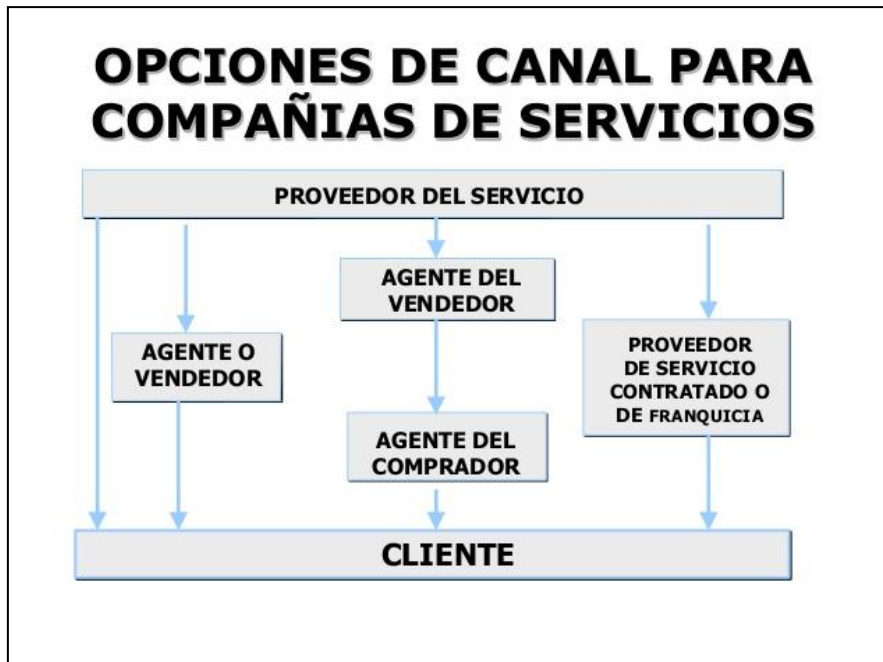 OPCIONES DE CANAL PARA
COMPAÑIAS DE SERVICIOS
PROVEEDOR DEL SERVICIO
AGENTE DEL
VENDEDOR
AGENTE O
VENDEDOR
PROVEEDOR
DE SERVICIO
CONTRATADO O
DE FRANQUICIA
AGENTE DEL
COMPRADOR
CLIENTE